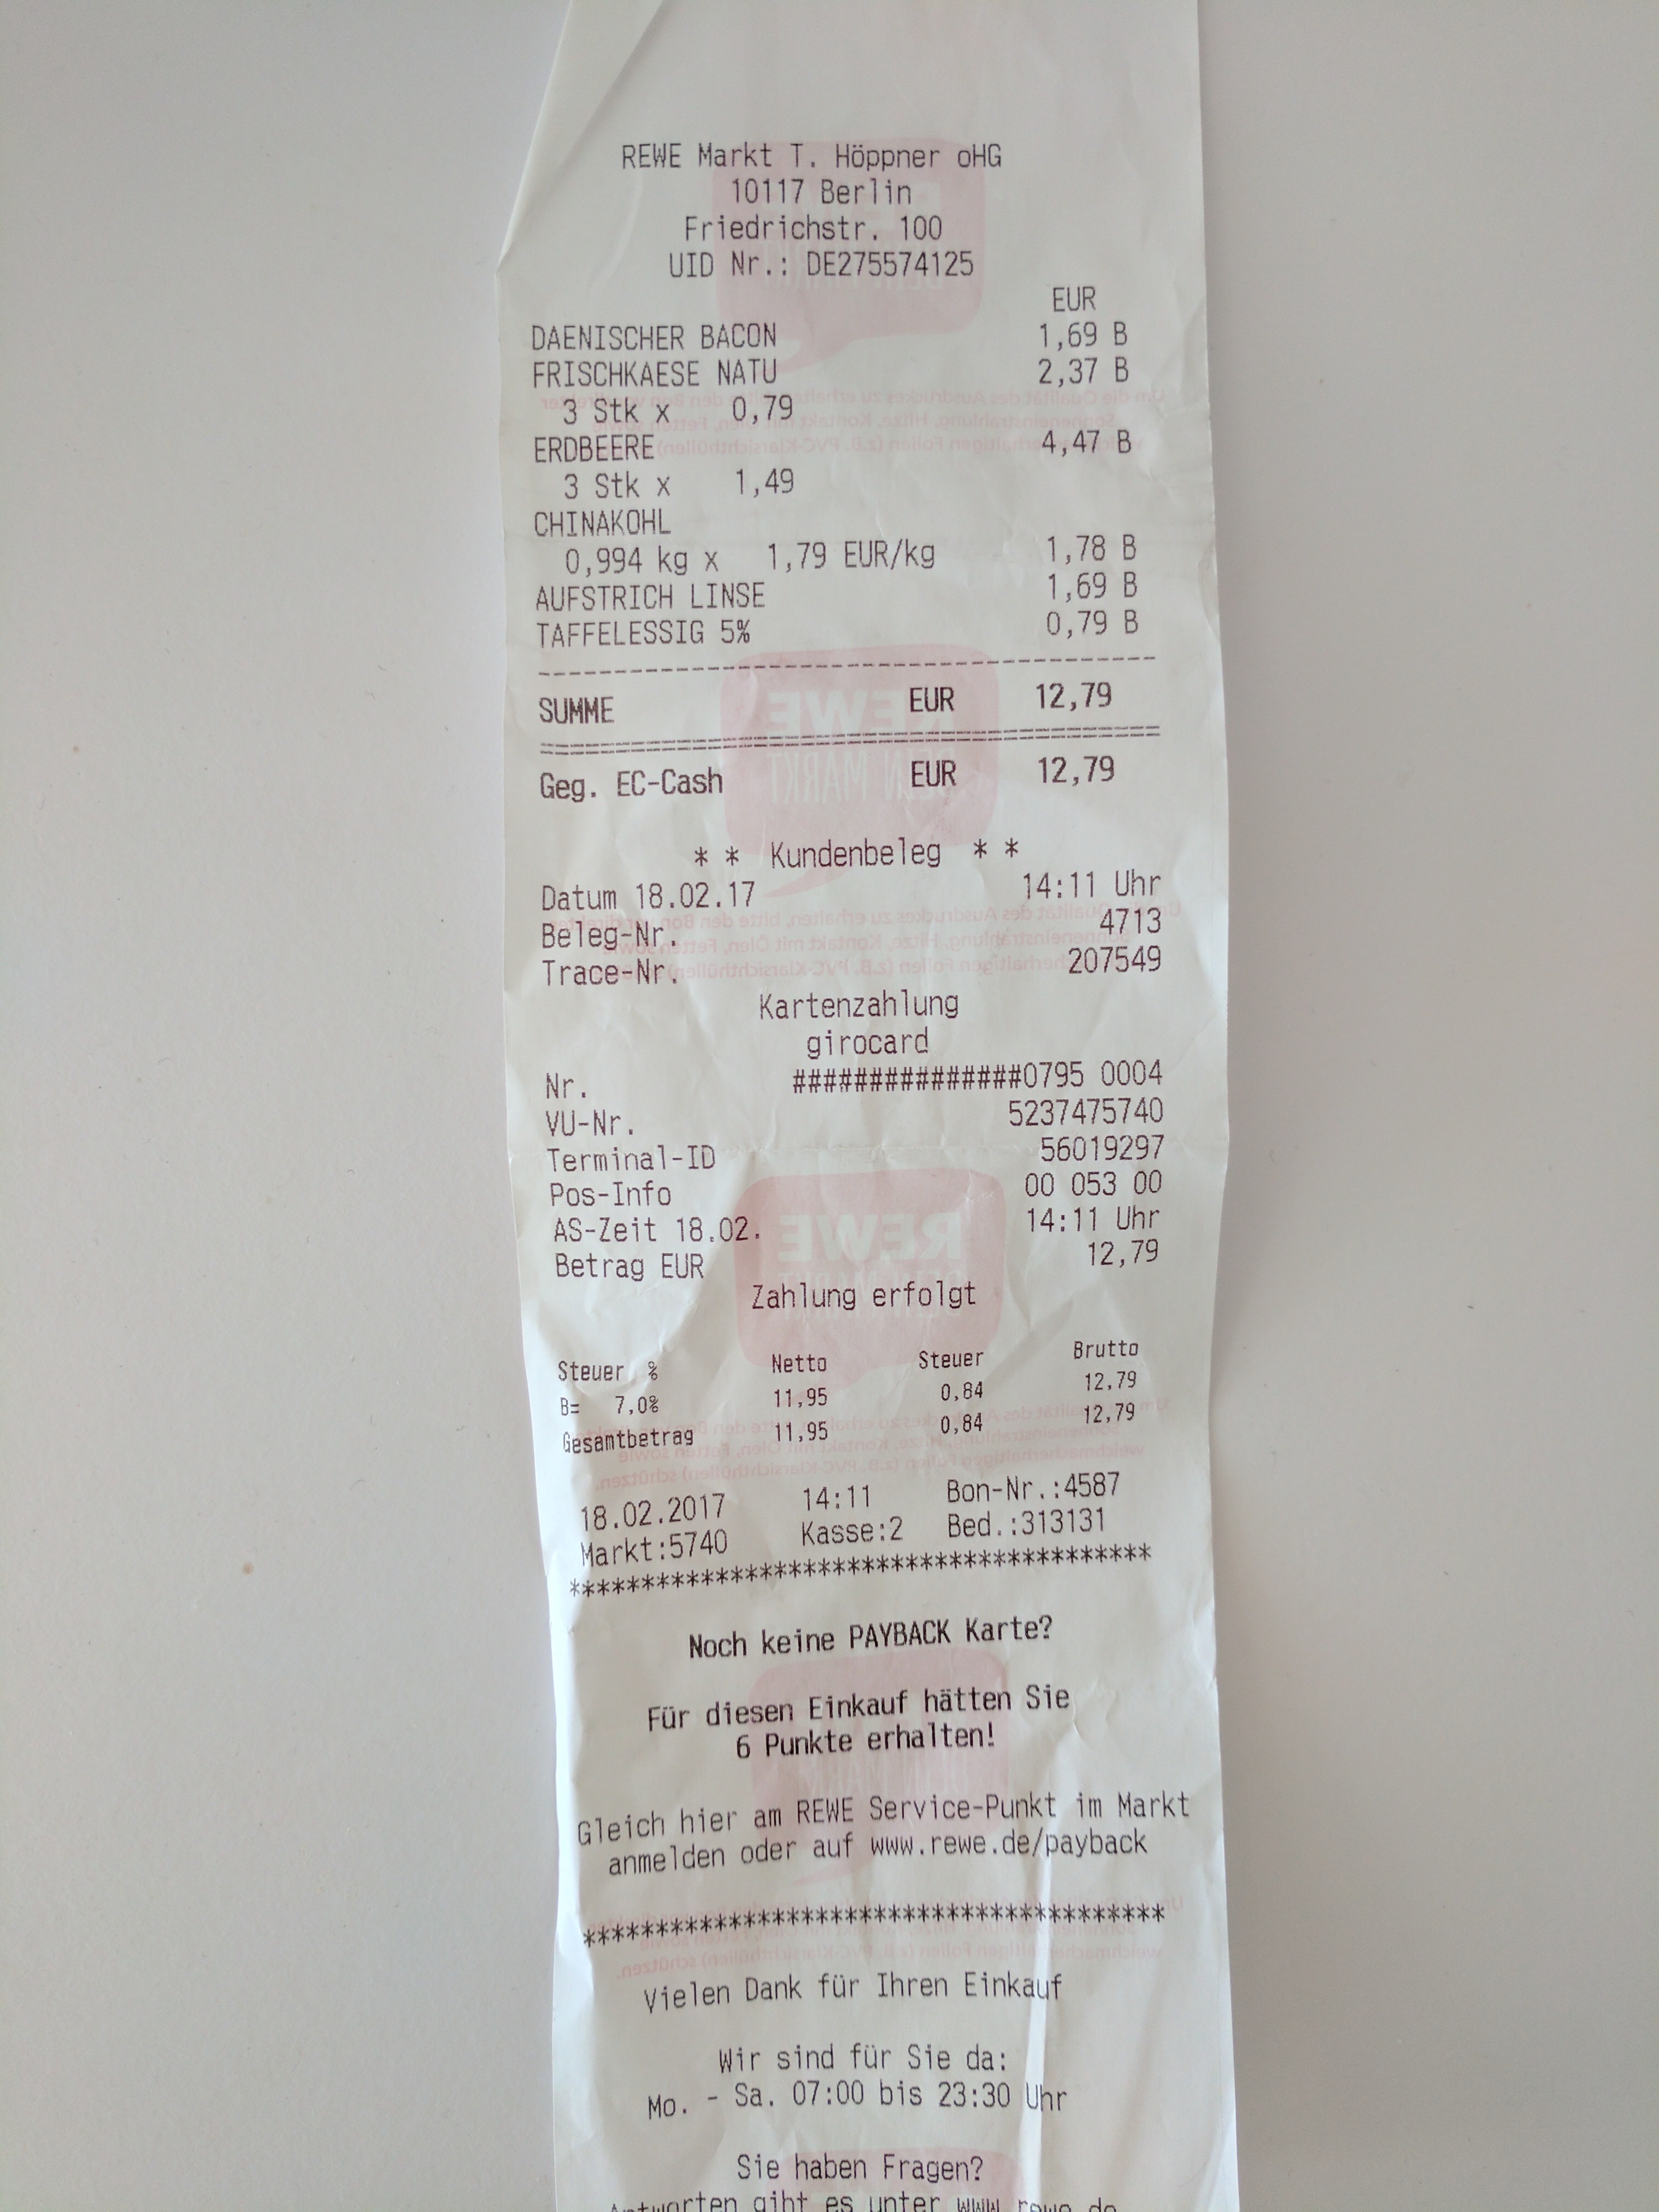 REWE Markt T. Höppner oHG
10117 Berlin
Friedrichstr. 100
UID Nr.: DE275574125
EUR
DAENISCHER BACON 1,69 B
FRISCHKAESE NATU 2,37 B
3 Stk x 0,79
ERDBEERE 4,47 B
3 Stk x 1,49
CHINAKOHL
0,994 kg x 1,79 EUR/kg 1,78 B
AUFSTRICH LINSE 1,69 B
TAFFELESSIG 5% 0,79 B
SUMME EUR 12,79
Geg. EC-Cash EUR 12,79
* * Kundenbeleg * *
Datum 18.02.17 14:11 Uhr
Beleg-Nr. 4713
Trace-Nr. 207549
Kartenzahlung
girocard
Nr. ###############0795 0004
VU-Nr. 5237475740
Terminal-ID 56019297
Pos-Info 00 053 00
AS-Zeit 18.02. 14:11 Uhr
Betrag EUR 12,79
Zahlung erfolgt
Steuer % Netto Steuer Brutto
B= 7,0% 11,95 0,84 12,79
Gesamtbetrag 11,95 0,84 12,79
18.02.2017 14:11 Bon-Nr.:4587
Markt:5740 Kasse:2 Bed.:313131
****************************************
Noch keine PAYBACK Karte?
Für diesen Einkauf hätten Sie
6 Punkte erhalten!
Gleich hier am REWE Service-Punkt im Markt
anmelden oder auf www.rewe.de/payback
****************************************
Vielen Dank für Ihren Einkauf
Wir sind für Sie da:
Mo. - Sa. 07:00 bis 23:30 Uhr
Sie haben Fragen?
Antworten gibt es unter www.rewe.de